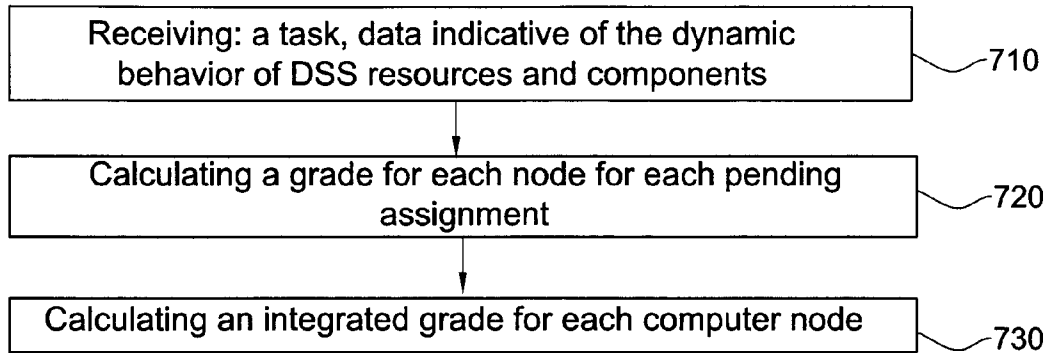 Receiving: a task, data indicative of the dynamic
behavior of DSS resources and components
710
Calculating a grade for each node for each pending
assignment
720
Calculating an integrated grade for each computer node
730